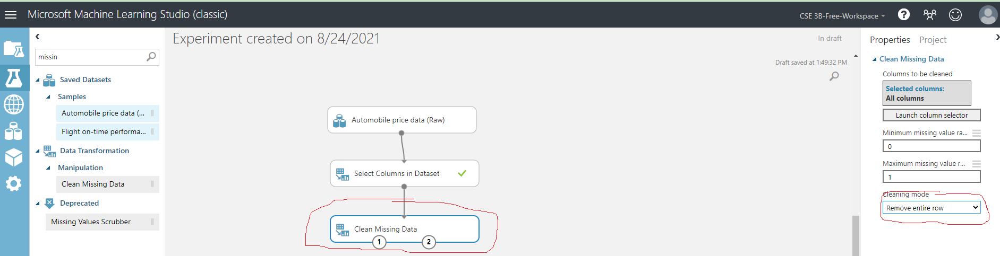 Microsoft Machine Learning Studio (classic)
CSE 3B-Free-Workspace
?
missin
Saved Datasets
Samples
Automobile price data (...
Flight on-time performa...
Data Transformation
Manipulation
Clean Missing Data
Deprecated
Missing Values Scrubber
Experiment created on 8/24/2021
In draft
Draft saved at 1:49:32 PM
Automobile price data (Raw)
Select Columns in Dataset
Clean Missing Data
1 2
Properties Project
Clean Missing Data
Columns to be cleaned
Selected columns:
All columns
Launch column selector
Minimum missing value ra...
0
Maximum missing value r...
1
Cleaning mode
Remove entire row